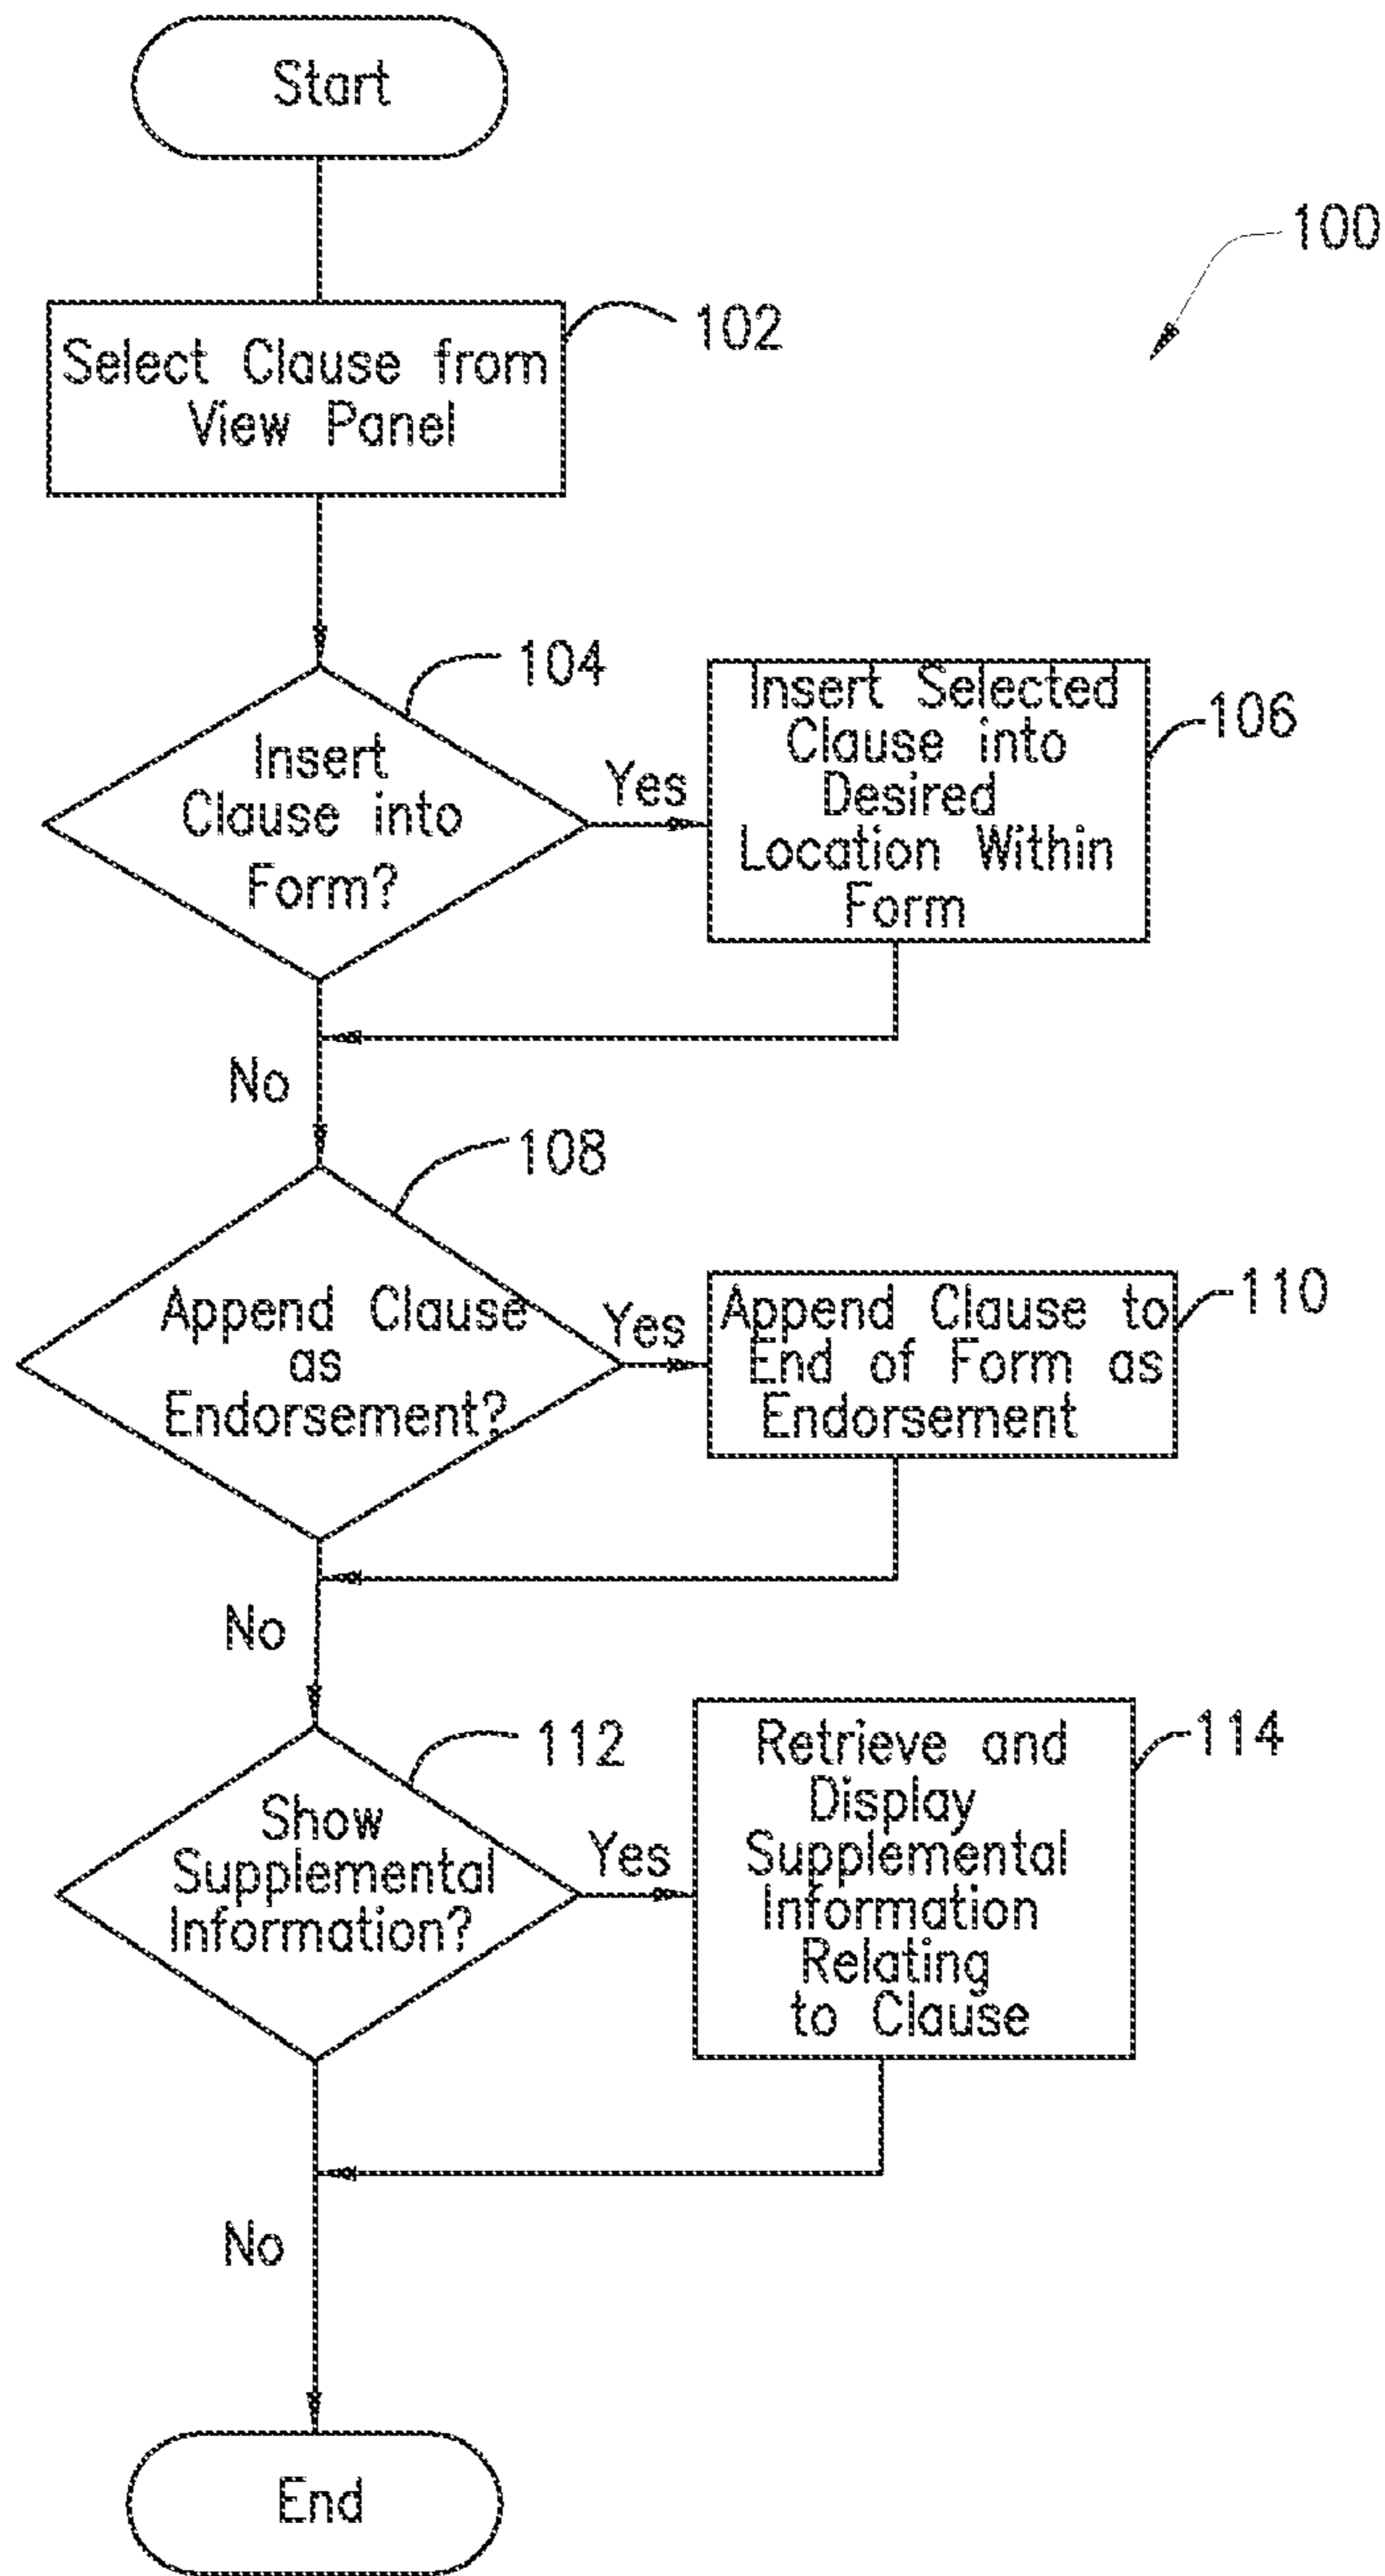 Start
100
Select Clause from
View Panel
102
Insert
Clause into
Form?
104
Yes
Insert Selected
Clause into
Desired
Location Within
Form
106
No
Append Clause
as
Endorsement?
108
Yes
Append Clause to
End of Form as
Endorsement
110
No
Show
Supplemental
Information?
112
Yes
Retrieve and
Display
Supplemental
Information
Relating
to Clause
114
No
End